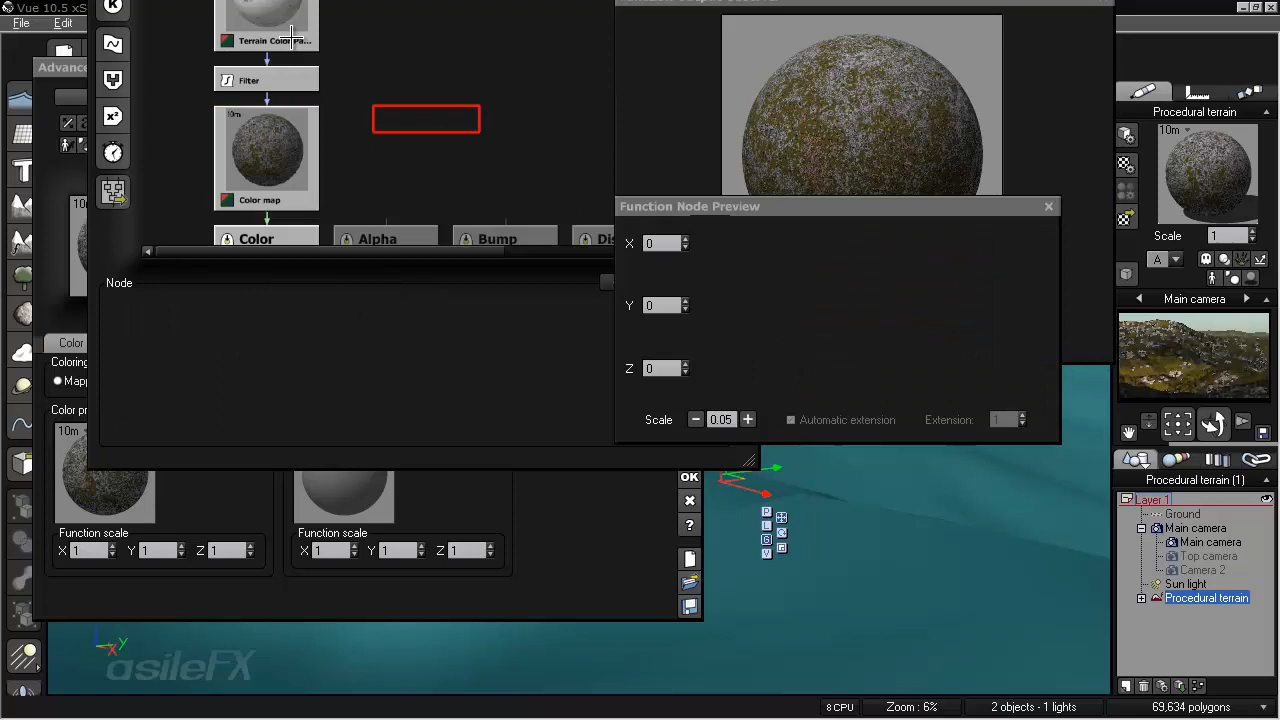 Vue 10.5 xS
File Edit
Advance
Terrain Color Pa...
Filter
10m
Color map
Color Alpha Bump
Node
Function Node Preview
X 0
Y 0
Z 0
Scale 0.05 Automatic extension Extension: 1
Color
Coloring
Mapp
Color pr
10m
Function scale Function scale
X 1 Y 1 Z 1 X 1 Y 1 Z 1
OK
?
P
L
G
V
X Y
asileFX
Procedural terrain
10m
Scale 1
A
Main camera
Procedural terrain (1)
Layer 1
Ground
Main camera
Main camera
Top camera
Camera 2
Sun light
Procedural terrain
8 CPU Zoom : 6% 2 objects - 1 lights 69,634 polygons